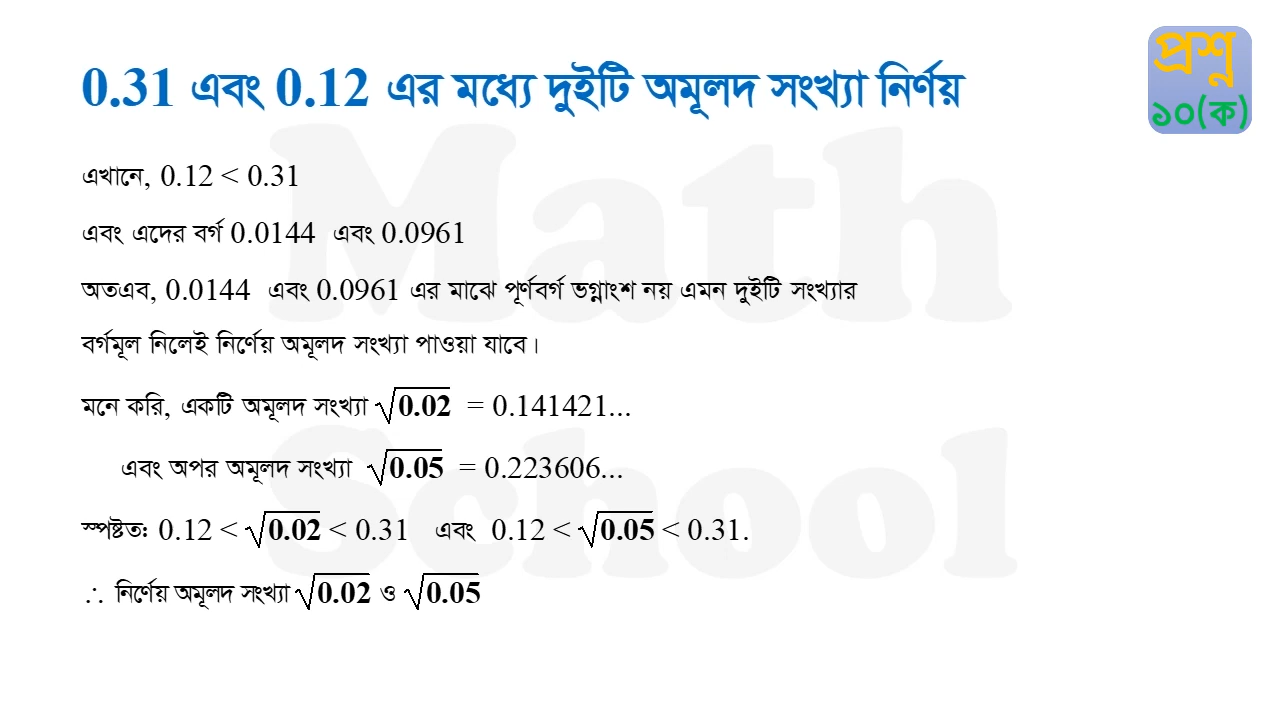 0.31 এবং 0.12 এর মধ্যে দুইটি অমূলদ সংখ্যা নির্ণয়
প্রশ্ন
১০(ক)
Math
School
এখানে, 0.12 < 0.31
এবং এদের বর্গ 0.0144 এবং 0.0961
অতএব, 0.0144 এবং 0.0961 এর মাঝে পূর্ণবর্গ ভগ্নাংশ নয় এমন দুইটি সংখ্যার
বর্গমূল নিলেই নির্ণেয় অমূলদ সংখ্যা পাওয়া যাবে।
মনে করি, একটি অমূলদ সংখ্যা √0.02 = 0.141421...
এবং অপর অমূলদ সংখ্যা √0.05 = 0.223606...
স্পষ্টতঃ 0.12 < √0.02 < 0.31 এবং 0.12 < √0.05 < 0.31.
∴ নির্ণেয় অমূলদ সংখ্যা √0.02 ও √0.05